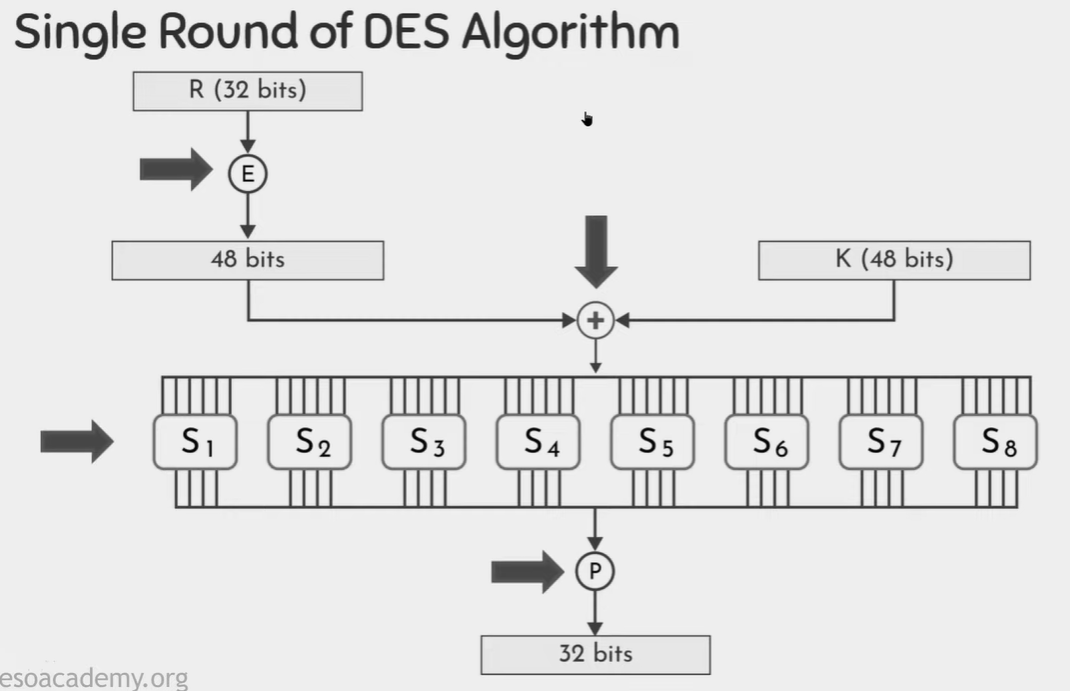 Single Round of DES Algorithm
R (32 bits)
E
48 bits
K (48 bits)
+
S1 S2 S3 S4 S5 S6 S7 S8
P
32 bits
esoacademy.org